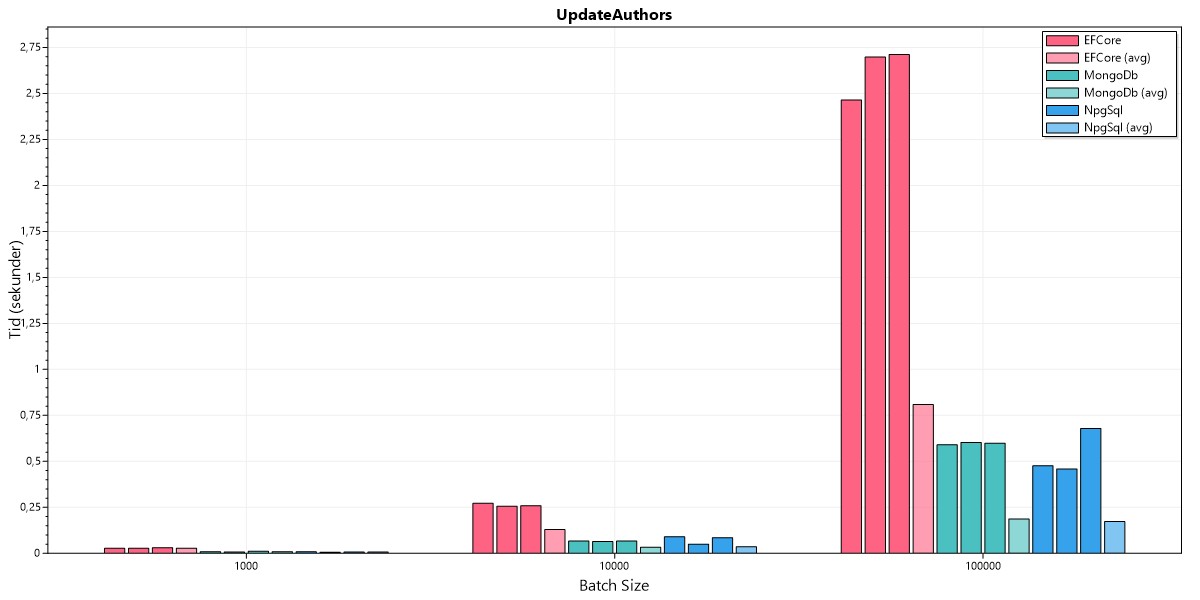 UpdateAuthors
EFCore
EFCore (avg)
MongoDb
MongoDb (avg)
NpgSql
NpgSql (avg)
Tid (sekunder)
2,75
2,5
2,25
2
1,75
1,5
1,25
1
0,75
0,5
0,25
0
1000
10000
100000
Batch Size